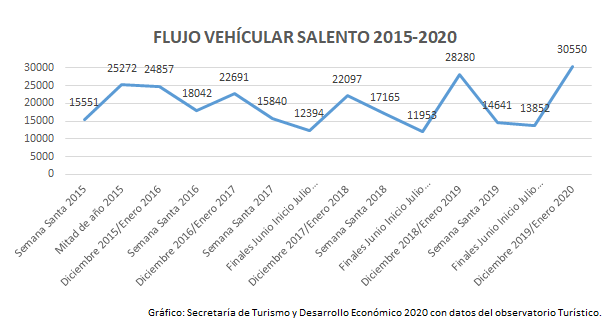 FLUJO VEHÍCULAR SALENTO 2015-2020
30000
25000
20000
15000
10000
5000
0
15551
25272
24857
18042
22691
15840
12394
22097
17165
11953
28280
14641
13852
30550
Semana Santa 2015
Mitad de año 2015
Diciembre 2015/Enero 2016
Semana Santa 2016
Diciembre 2016/Enero 2017
Semana Santa 2017
Finales Junio Inicio Julio...
Diciembre 2017/Enero 2018
Semana Santa 2018
Finales Junio Inicio Julio...
Diciembre 2018/Enero 2019
Semana Santa 2019
Finales Junio Inicio Julio...
Diciembre 2019/Enero 2020
Gráfico: Secretaría de Turismo y Desarrollo Económico 2020 con datos del observatorio Turístico.